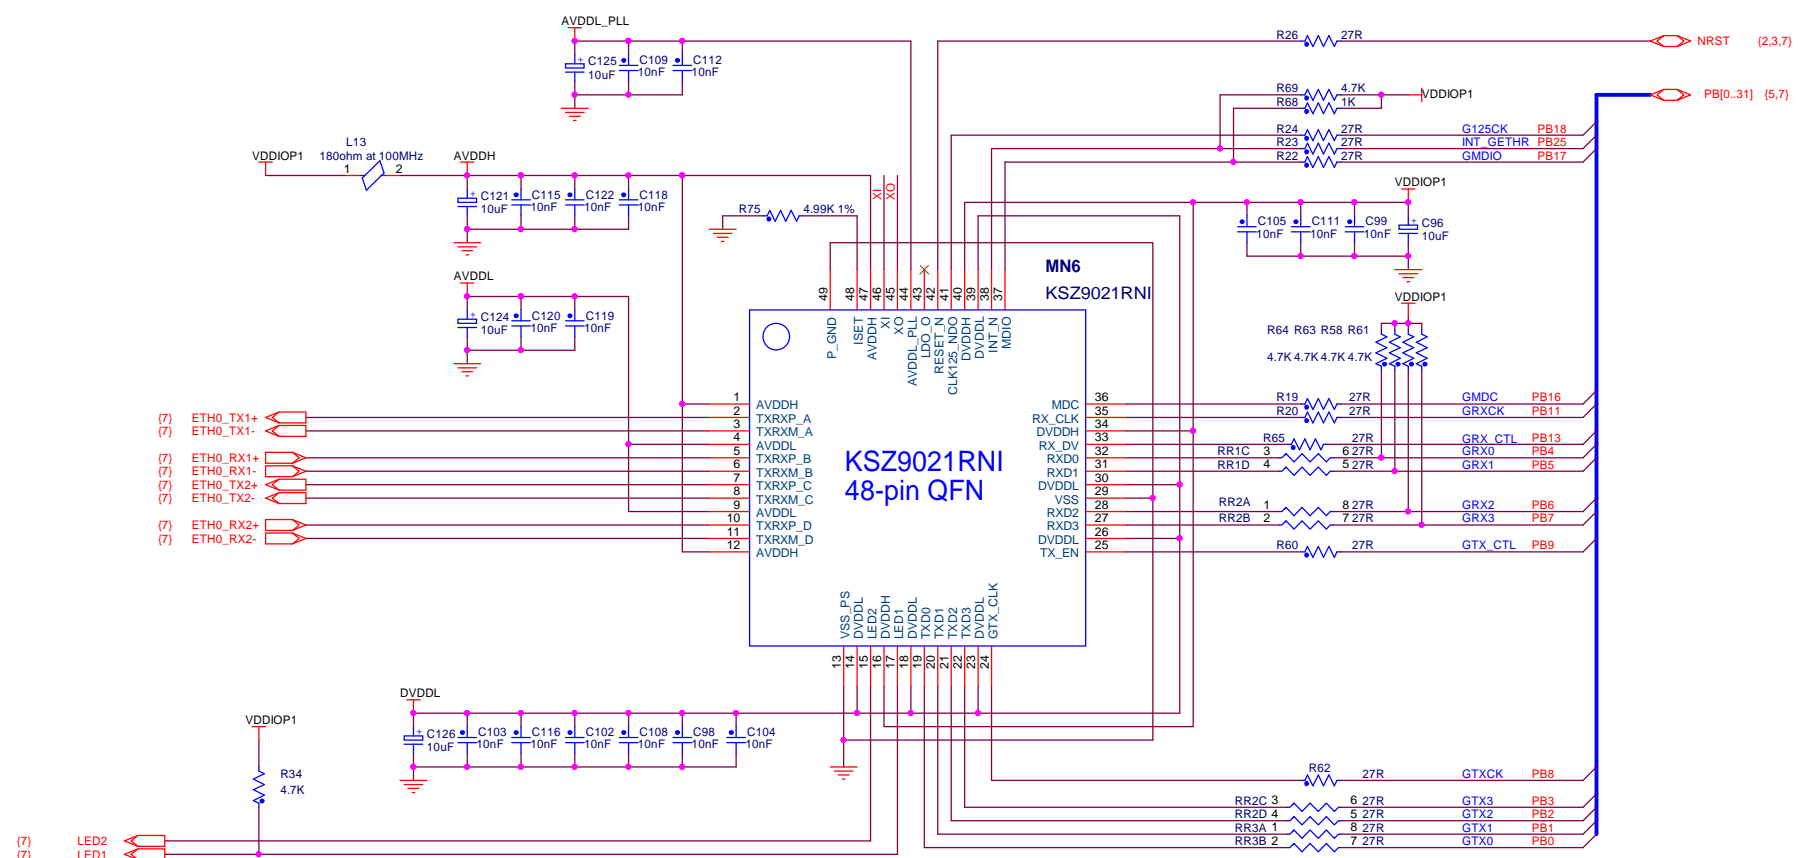 AVDDL_PLL
C125 10uF
C109 10nF
C112 10nF
R26 27R
NRST {2,3,7}
R69 4.7K
R68 1K
VDDIOP1
PB[0..31] {5,7}
R24 27R G125CK PB18
R23 27R INT_GETHR PB25
R22 27R GMDIO PB17
L13
180ohm at 100MHz
VDDIOP1
1 2
AVDDH
C121 10uF
C115 10nF
C122 10nF
C118 10nF
XI
XO
R75 4.99K 1%
VDDIOP1
C105 10nF
C111 10nF
C99 10nF
C96 10uF
AVDDL
C124 10uF
C120 10nF
C119 10nF
MN6
KSZ9021RNI
VDDIOP1
R64 R63 R58 R61
4.7K 4.7K 4.7K 4.7K
49 P_GND
48 ISET
47 AVDDH
46 XI
45 XO
44 AVDDL_PLL
43 LDO_O
42 RESET_N
41 CLK125_NDO
40 DVDDH
39 DVDDL
38 INT_N
37 MDIO
KSZ9021RNI
48-pin QFN
1 AVDDH
{7} ETH0_TX1+ 2 TXRXP_A
{7} ETH0_TX1- 3 TXRXM_A
4 AVDDL
{7} ETH0_RX1+ 5 TXRXP_B
{7} ETH0_RX1- 6 TXRXM_B
{7} ETH0_TX2+ 7 TXRXP_C
{7} ETH0_TX2- 8 TXRXM_C
9 AVDDL
{7} ETH0_RX2+ 10 TXRXP_D
{7} ETH0_RX2- 11 TXRXM_D
12 AVDDH
MDC 36 R19 27R GMDC PB16
RX_CLK 35 R20 27R GRXCK PB11
DVDDH 34
RX_DV 33 R65 27R GRX_CTL PB13
RXD0 32 RR1C 3 6 27R GRX0 PB4
RXD1 31 RR1D 4 5 27R GRX1 PB5
DVDDL 30
VSS 29
RXD2 28 RR2A 1 8 27R GRX2 PB6
RXD3 27 RR2B 2 7 27R GRX3 PB7
DVDDL 26
TX_EN 25 R60 27R GTX_CTL PB9
VSS_PS 13
DVDDL 14
LED2 15
DVDDH 16
LED1 17
DVDDL 18
TXD0 19
TXD1 20
TXD2 21
TXD3 22
DVDDL 23
GTX_CLK 24
DVDDL
C126 10uF
C103 10nF
C116 10nF
C102 10nF
C108 10nF
C98 10nF
C104 10nF
VDDIOP1
R34
4.7K
R62 27R GTXCK PB8
RR2C 3 6 27R GTX3 PB3
RR2D 4 5 27R GTX2 PB2
RR3A 1 8 27R GTX1 PB1
RR3B 2 7 27R GTX0 PB0
{7} LED2
{7} LED1